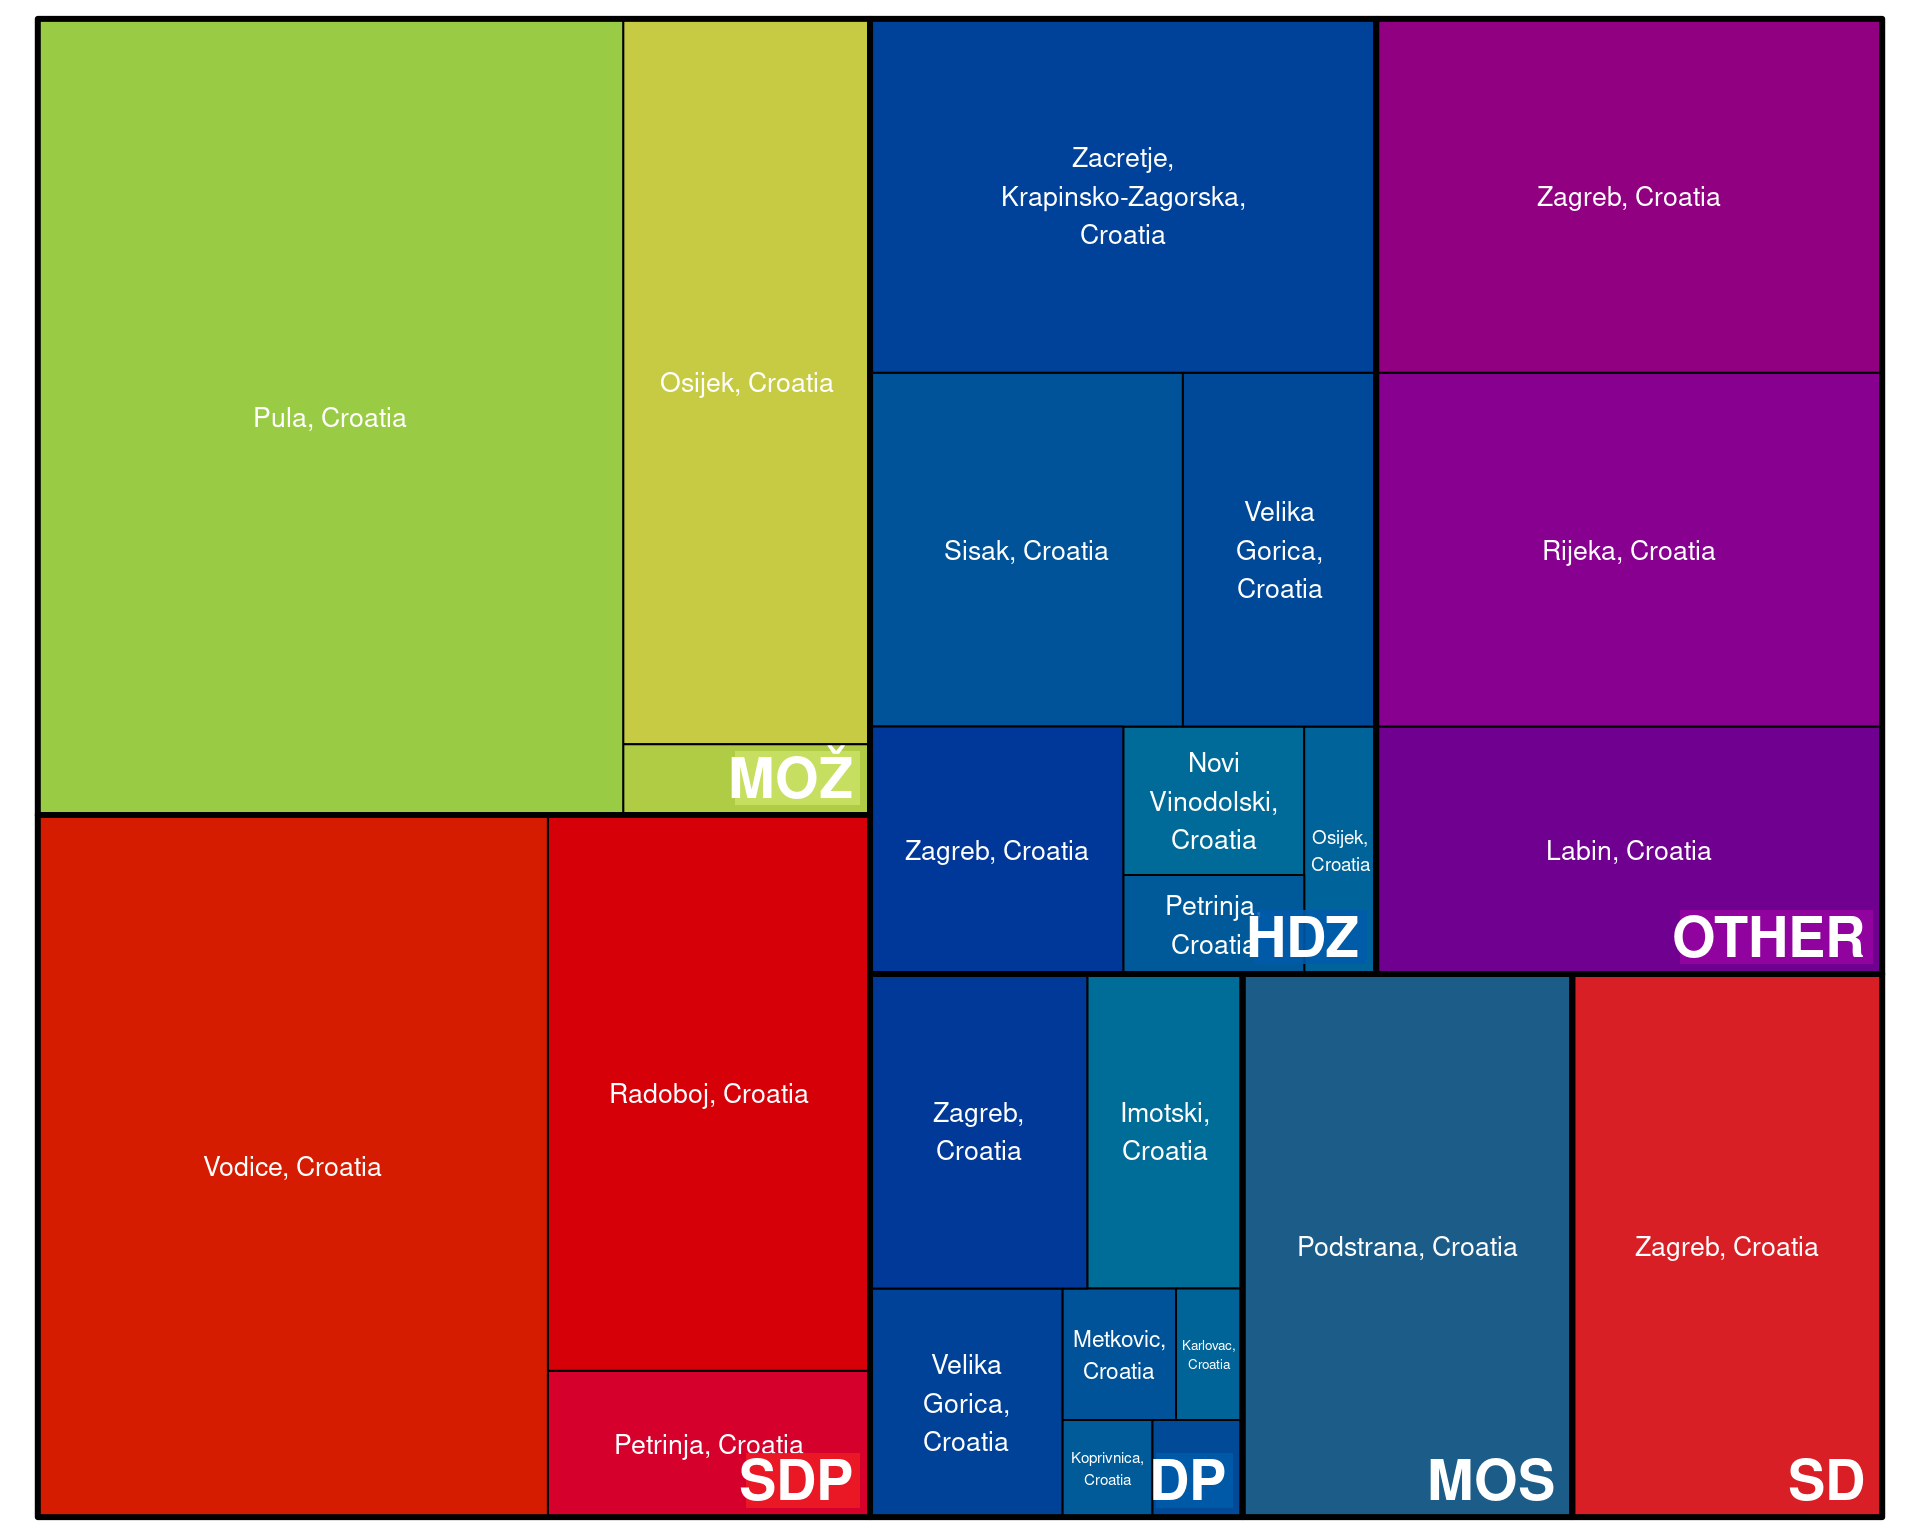 Pula, Croatia
Osijek, Croatia
MOŽ
Zacretje,
Krapinsko-Zagorska,
Croatia
Sisak, Croatia
Velika
Gorica,
Croatia
Zagreb, Croatia
Novi
Vinodolski,
Croatia
Petrinja
Croatia
Osijek,
Croatia
HDZ
Zagreb, Croatia
Rijeka, Croatia
Labin, Croatia
OTHER
Vodice, Croatia
Radoboj, Croatia
Petrinja, Croatia
SDP
Zagreb,
Croatia
Imotski,
Croatia
Velika
Gorica,
Croatia
Metkovic,
Croatia
Karlovac,
Croatia
Koprivnica,
Croatia
DP
Podstrana, Croatia
MOS
Zagreb, Croatia
SD